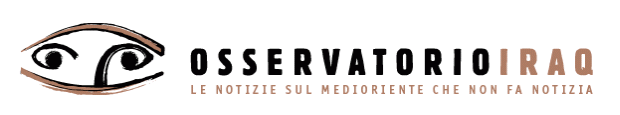 OSSERVATORIOIRAQ
LE NOTIZIE SUL MEDIORIENTE CHE NON FA NOTIZIA